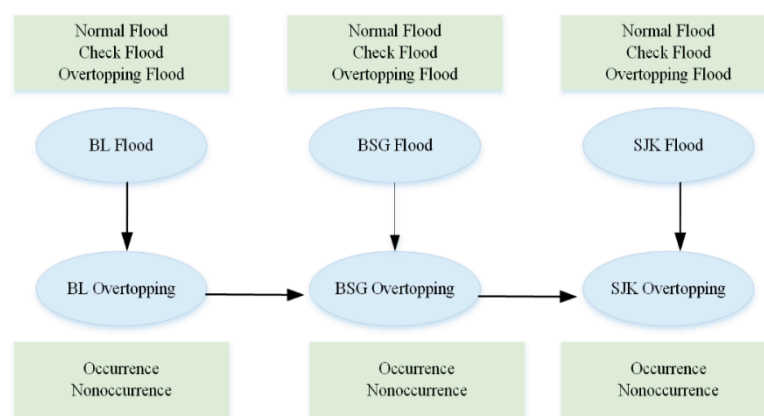 Normal Flood
Check Flood
Overtopping Flood
Normal Flood
Check Flood
Overtopping Flood
Normal Flood
Check Flood
Overtopping Flood
BL Flood
BSG Flood
SJK Flood
BL Overtopping
BSG Overtopping
SJK Overtopping
Occurrence
Nonoccurrence
Occurrence
Nonoccurrence
Occurrence
Nonoccurrence